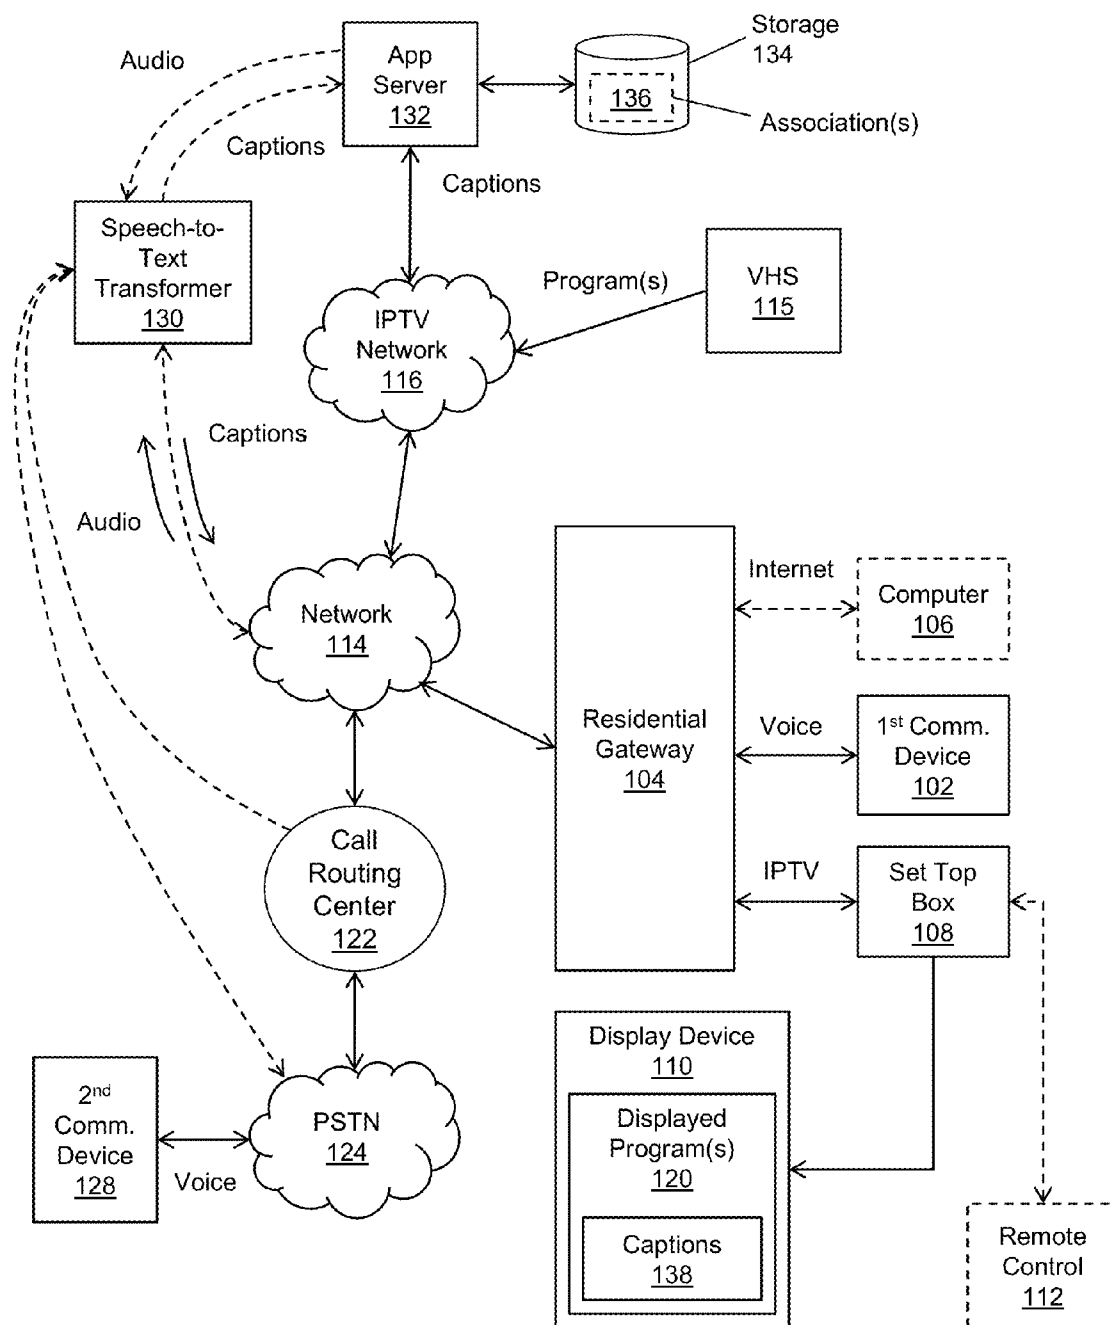 Storage
134
Audio
App
Server
132
136
Association(s)
Captions
Captions
Speech-to-
Text
Transformer
130
VHS
115
Program(s)
IPTV
Network
116
Captions
Audio
Network
114
Residential
Gateway
104
Internet
Computer
106
Voice
1st Comm.
Device
102
IPTV
Set Top
Box
108
Call
Routing
Center
122
Display Device
110
Displayed
Program(s)
120
Captions
138
2nd
Comm.
Device
128
Voice
PSTN
124
Remote
Control
112